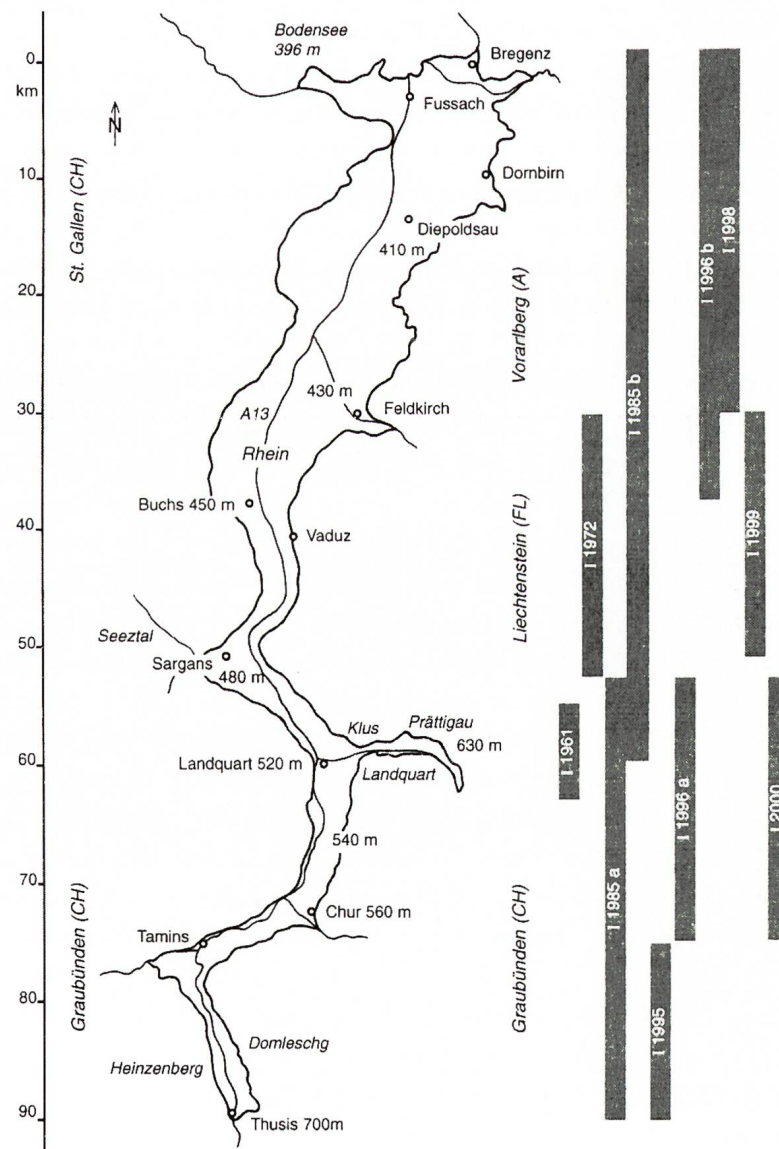 Bodensee
396 m
Bregenz
0
km
N
Fussach
10
Dornbirn
St. Gallen (CH)
Diepoldsau
410 m
20
Vorarlberg (A)
430 m
Feldkirch
30
A13
Rhein
Buchs 450 m
40
Vaduz
Liechtenstein (FL)
Seeztal
50
Sargans
480 m
Klus
Prättigau
630 m
60
Landquart 520 m
Landquart
540 m
70
Graubünden (CH)
Chur 560 m
Tamins
80
Graubünden (CH)
Domleschg
Heinzenberg
90
Thusis 700m
I 1961
I 1972
I 1985 a
I 1985 b
I 1995
I 1996 a
I 1996 b
I 1998
I 1999
I 2000